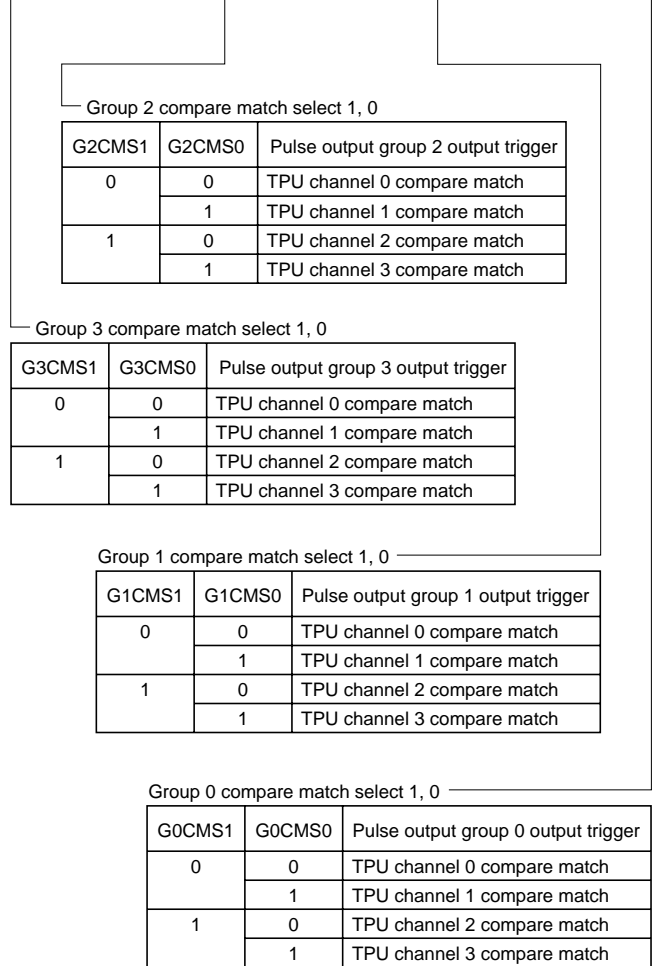 Group 2 compare match select 1, 0
G2CMS1 G2CMS0 Pulse output group 2 output trigger
0 0 TPU channel 0 compare match
1 TPU channel 1 compare match
1 0 TPU channel 2 compare match
1 TPU channel 3 compare match
Group 3 compare match select 1, 0
G3CMS1 G3CMS0 Pulse output group 3 output trigger
0 0 TPU channel 0 compare match
1 TPU channel 1 compare match
1 0 TPU channel 2 compare match
1 TPU channel 3 compare match
Group 1 compare match select 1, 0
G1CMS1 G1CMS0 Pulse output group 1 output trigger
0 0 TPU channel 0 compare match
1 TPU channel 1 compare match
1 0 TPU channel 2 compare match
1 TPU channel 3 compare match
Group 0 compare match select 1, 0
G0CMS1 G0CMS0 Pulse output group 0 output trigger
0 0 TPU channel 0 compare match
1 TPU channel 1 compare match
1 0 TPU channel 2 compare match
1 TPU channel 3 compare match